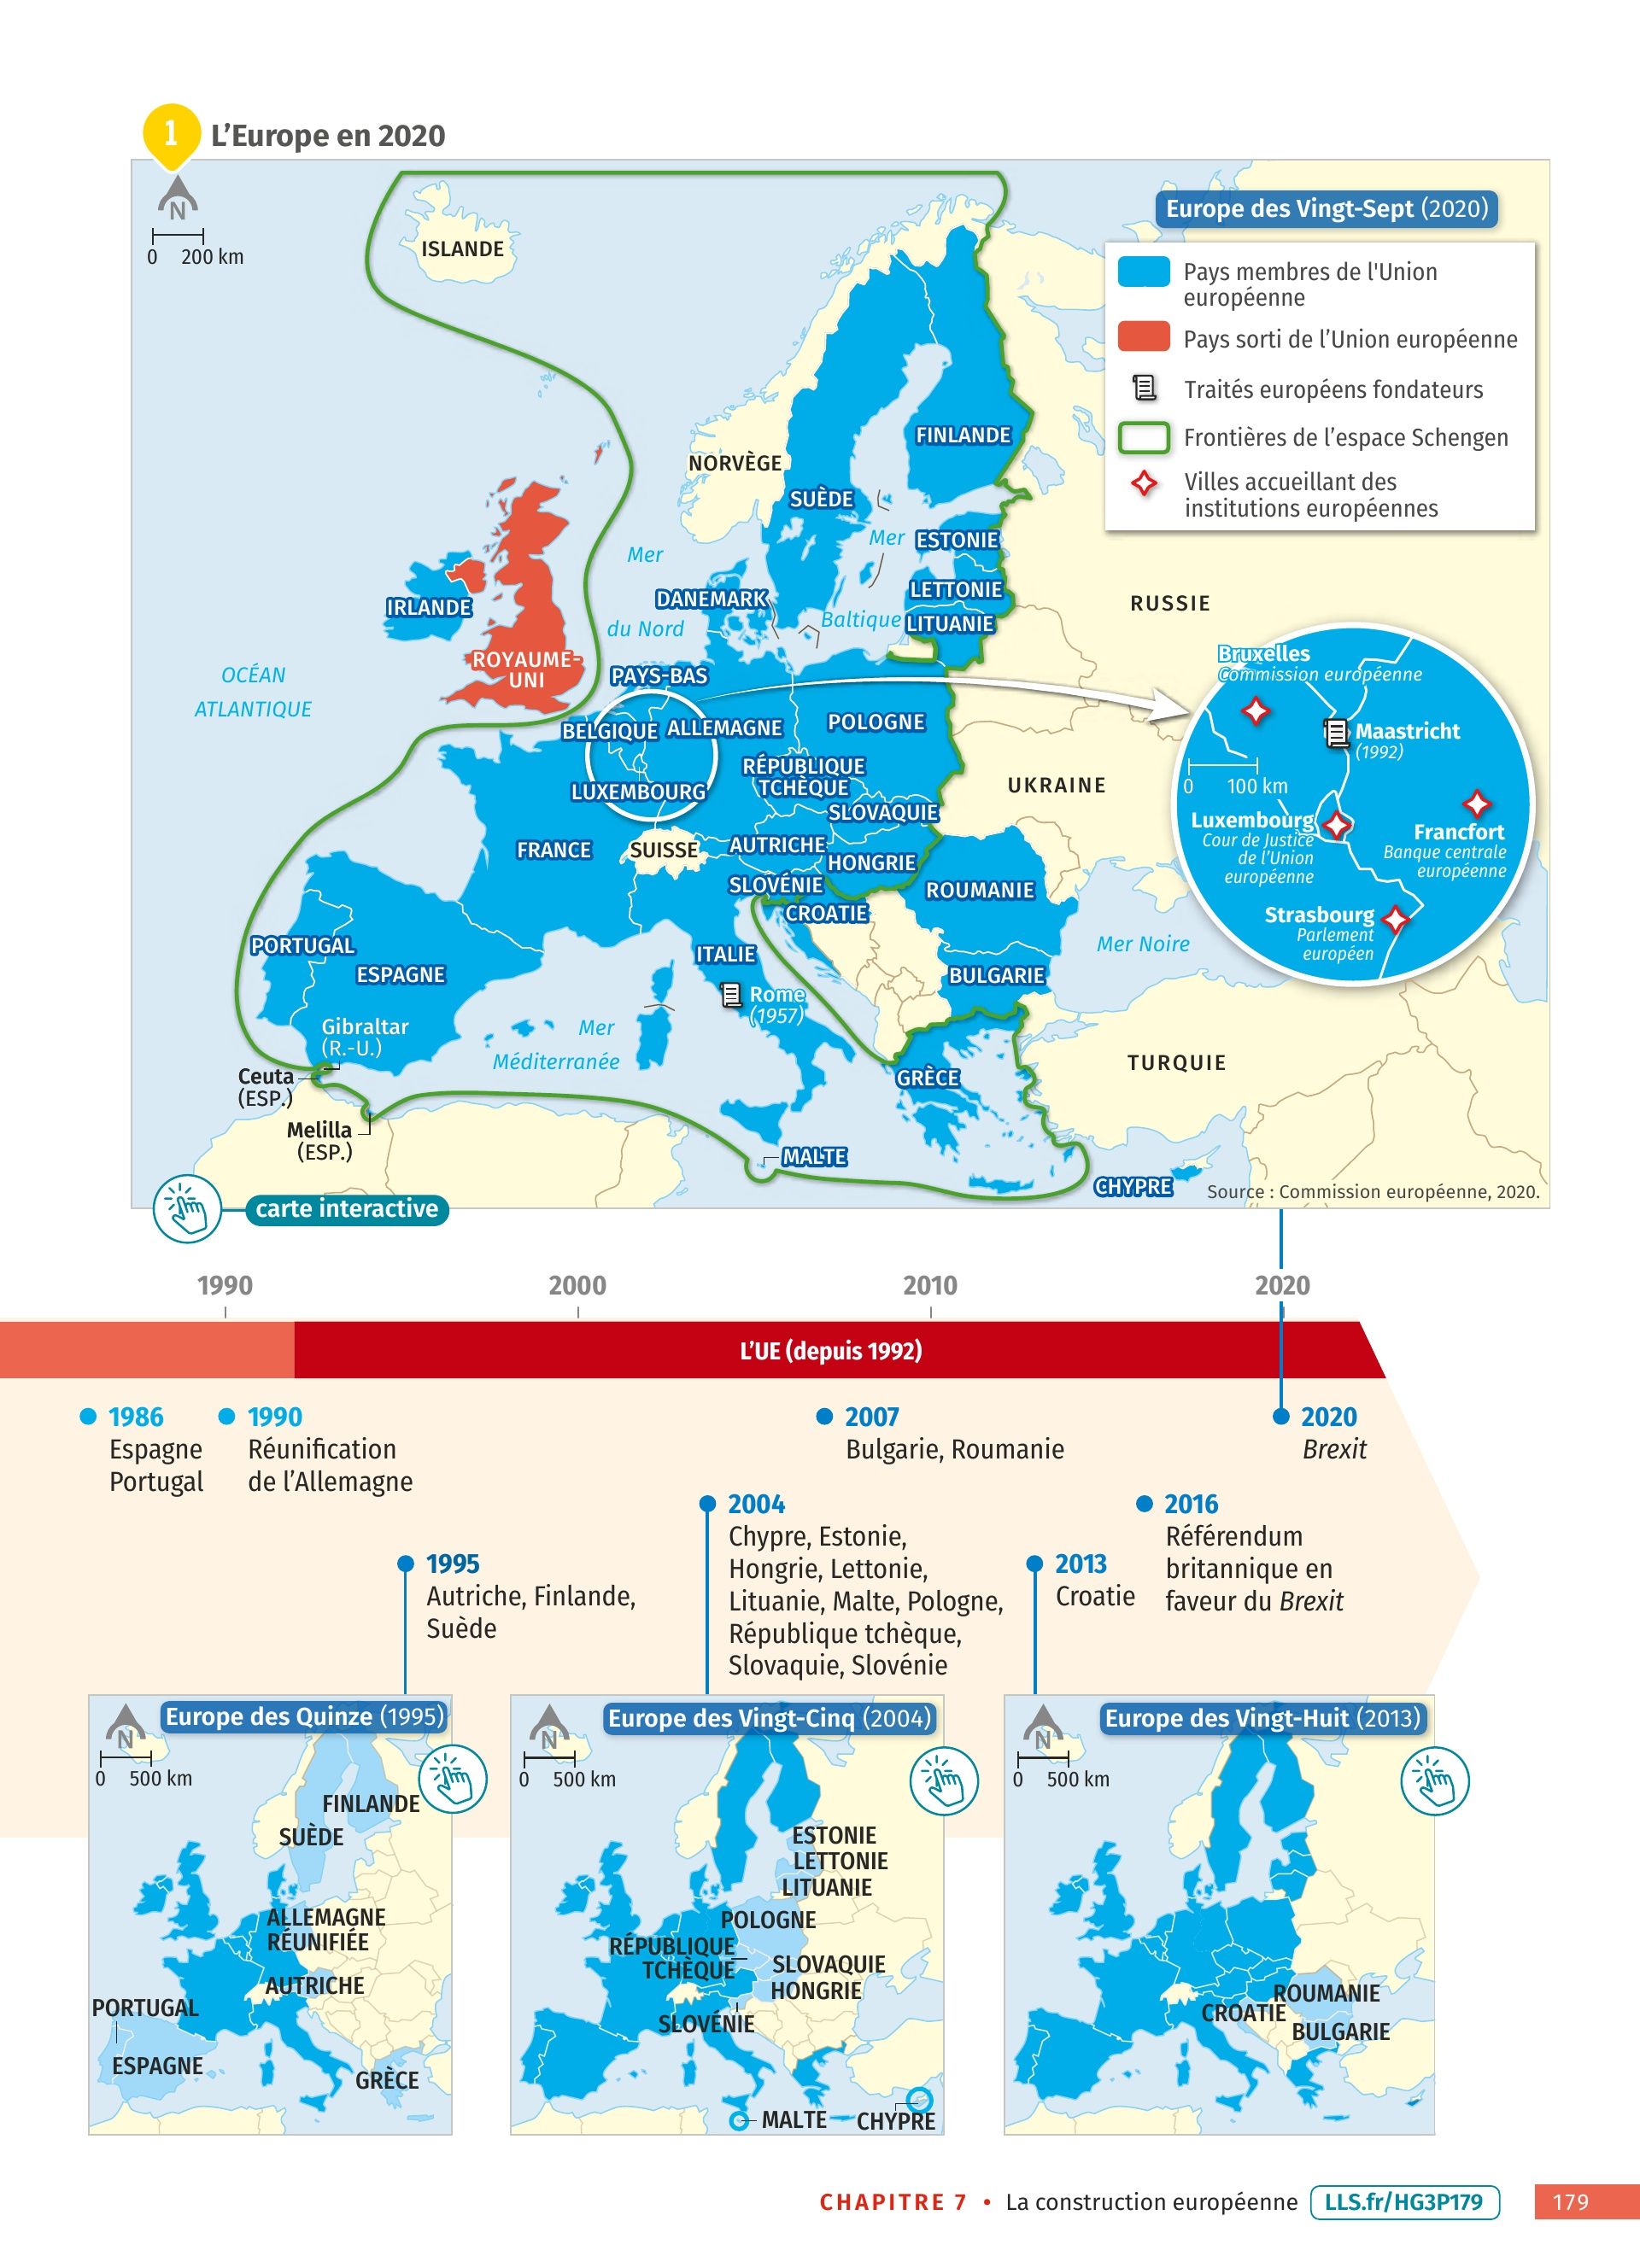 1
L’Europe en 2020
N
0 200 km
Europe des Vingt-Sept (2020)
Pays membres de l'Union
européenne
Pays sorti de l’Union européenne
Traités européens fondateurs
Frontières de l’espace Schengen
Villes accueillant des
institutions européennes
ISLANDE
NORVÈGE
FINLANDE
SUÈDE
Mer
Baltique
ESTONIE
LETTONIE
LITUANIE
RUSSIE
Mer
du Nord
DANEMARK
IRLANDE
ROYAUME-
UNI
OCÉAN
ATLANTIQUE
PAYS-BAS
BELGIQUE
ALLEMAGNE
POLOGNE
LUXEMBOURG
RÉPUBLIQUE
TCHÈQUE
SLOVAQUIE
UKRAINE
FRANCE
SUISSE
AUTRICHE
HONGRIE
SLOVÉNIE
CROATIE
ROUMANIE
PORTUGAL
ESPAGNE
ITALIE
Rome
(1957)
BULGARIE
Mer Noire
Gibraltar
(R.-U.)
Mer
Méditerranée
Ceuta
(ESP.)
Melilla
(ESP.)
GRÈCE
TURQUIE
MALTE
CHYPRE
Bruxelles
Commission européenne
Maastricht
(1992)
0 100 km
Luxembourg
Cour de Justice
de l’Union
européenne
Francfort
Banque centrale
européenne
Strasbourg
Parlement
européen
Source : Commission européenne, 2020.
carte interactive
1990 2000 2010 2020
L’UE (depuis 1992)
1986
Espagne
Portugal
1990
Réunification
de l’Allemagne
2007
Bulgarie, Roumanie
2020
Brexit
1995
Autriche, Finlande,
Suède
2004
Chypre, Estonie,
Hongrie, Lettonie,
Lituanie, Malte, Pologne,
République tchèque,
Slovaquie, Slovénie
2013
Croatie
2016
Référendum
britannique en
faveur du Brexit
Europe des Quinze (1995)
N
0 500 km
FINLANDE
SUÈDE
ALLEMAGNE
RÉUNIFIÉE
AUTRICHE
PORTUGAL
ESPAGNE
GRÈCE
Europe des Vingt-Cinq (2004)
N
0 500 km
ESTONIE
LETTONIE
LITUANIE
POLOGNE
RÉPUBLIQUE
TCHÈQUE
SLOVAQUIE
HONGRIE
SLOVÉNIE
MALTE
CHYPRE
Europe des Vingt-Huit (2013)
N
0 500 km
ROUMANIE
CROATIE
BULGARIE
CHAPITRE 7 • La construction européenne LLS.fr/HG3P179 179